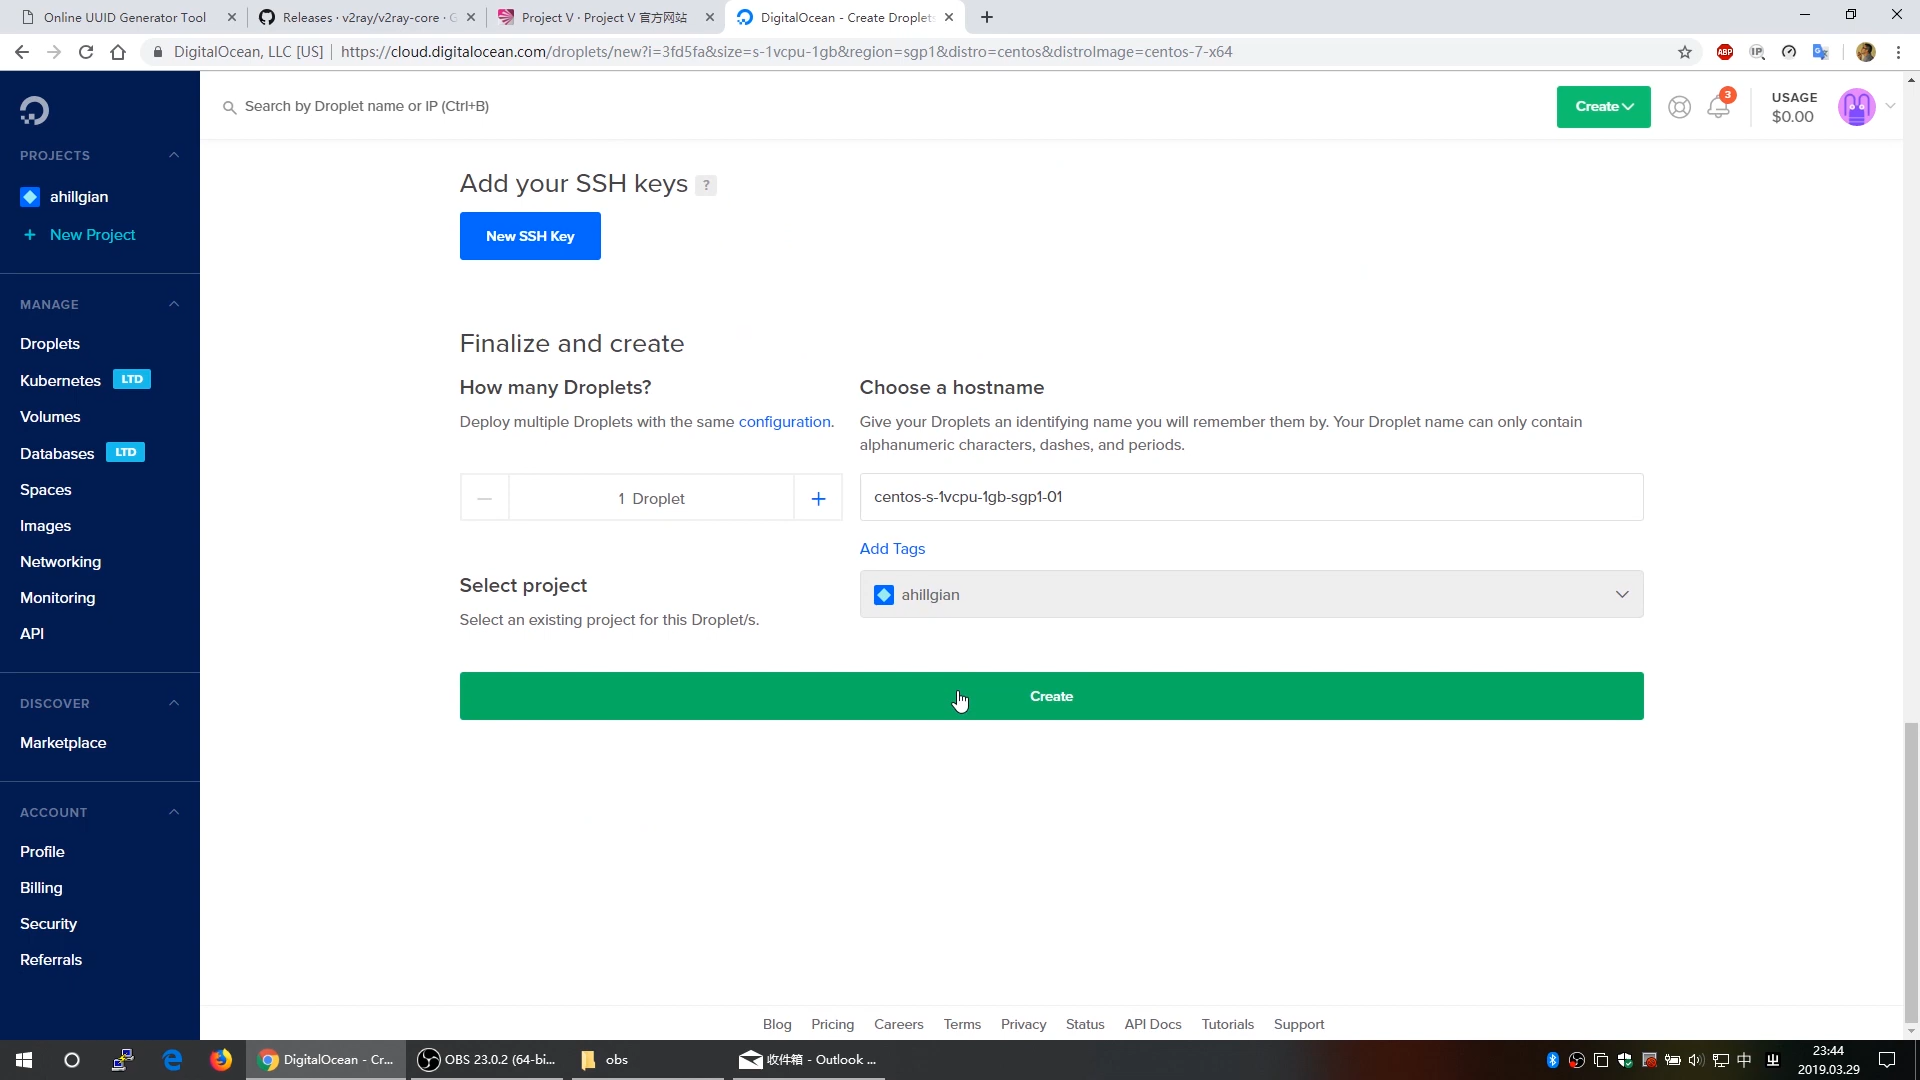 Online UUID Generator Tool
Releases · v2ray/v2ray-core · G
Project V · Project V 官方网站
DigitalOcean - Create Droplets
DigitalOcean, LLC [US] | https://cloud.digitalocean.com/droplets/new?i=3fd5fa&size=s-1vcpu-1gb&region=sgp1&distro=centos&distroImage=centos-7-x64
ABP
IP
Search by Droplet name or IP (Ctrl+B)
Create
3
USAGE
$0.00
PROJECTS
ahillgian
+ New Project
MANAGE
Droplets
Kubernetes LTD
Volumes
Databases LTD
Spaces
Images
Networking
Monitoring
API
DISCOVER
Marketplace
ACCOUNT
Profile
Billing
Security
Referrals
Add your SSH keys ?
New SSH Key
Finalize and create
How many Droplets?
Deploy multiple Droplets with the same configuration.
1 Droplet
Choose a hostname
Give your Droplets an identifying name you will remember them by. Your Droplet name can only contain
alphanumeric characters, dashes, and periods.
centos-s-1vcpu-1gb-sgp1-01
Add Tags
Select project
Select an existing project for this Droplet/s.
ahillgian
Create
Blog Pricing Careers Terms Privacy Status API Docs Tutorials Support
DigitalOcean - Cr...
OBS 23.0.2 (64-bi...
obs
收件箱 - Outlook ...
中
23:44
2019.03.29